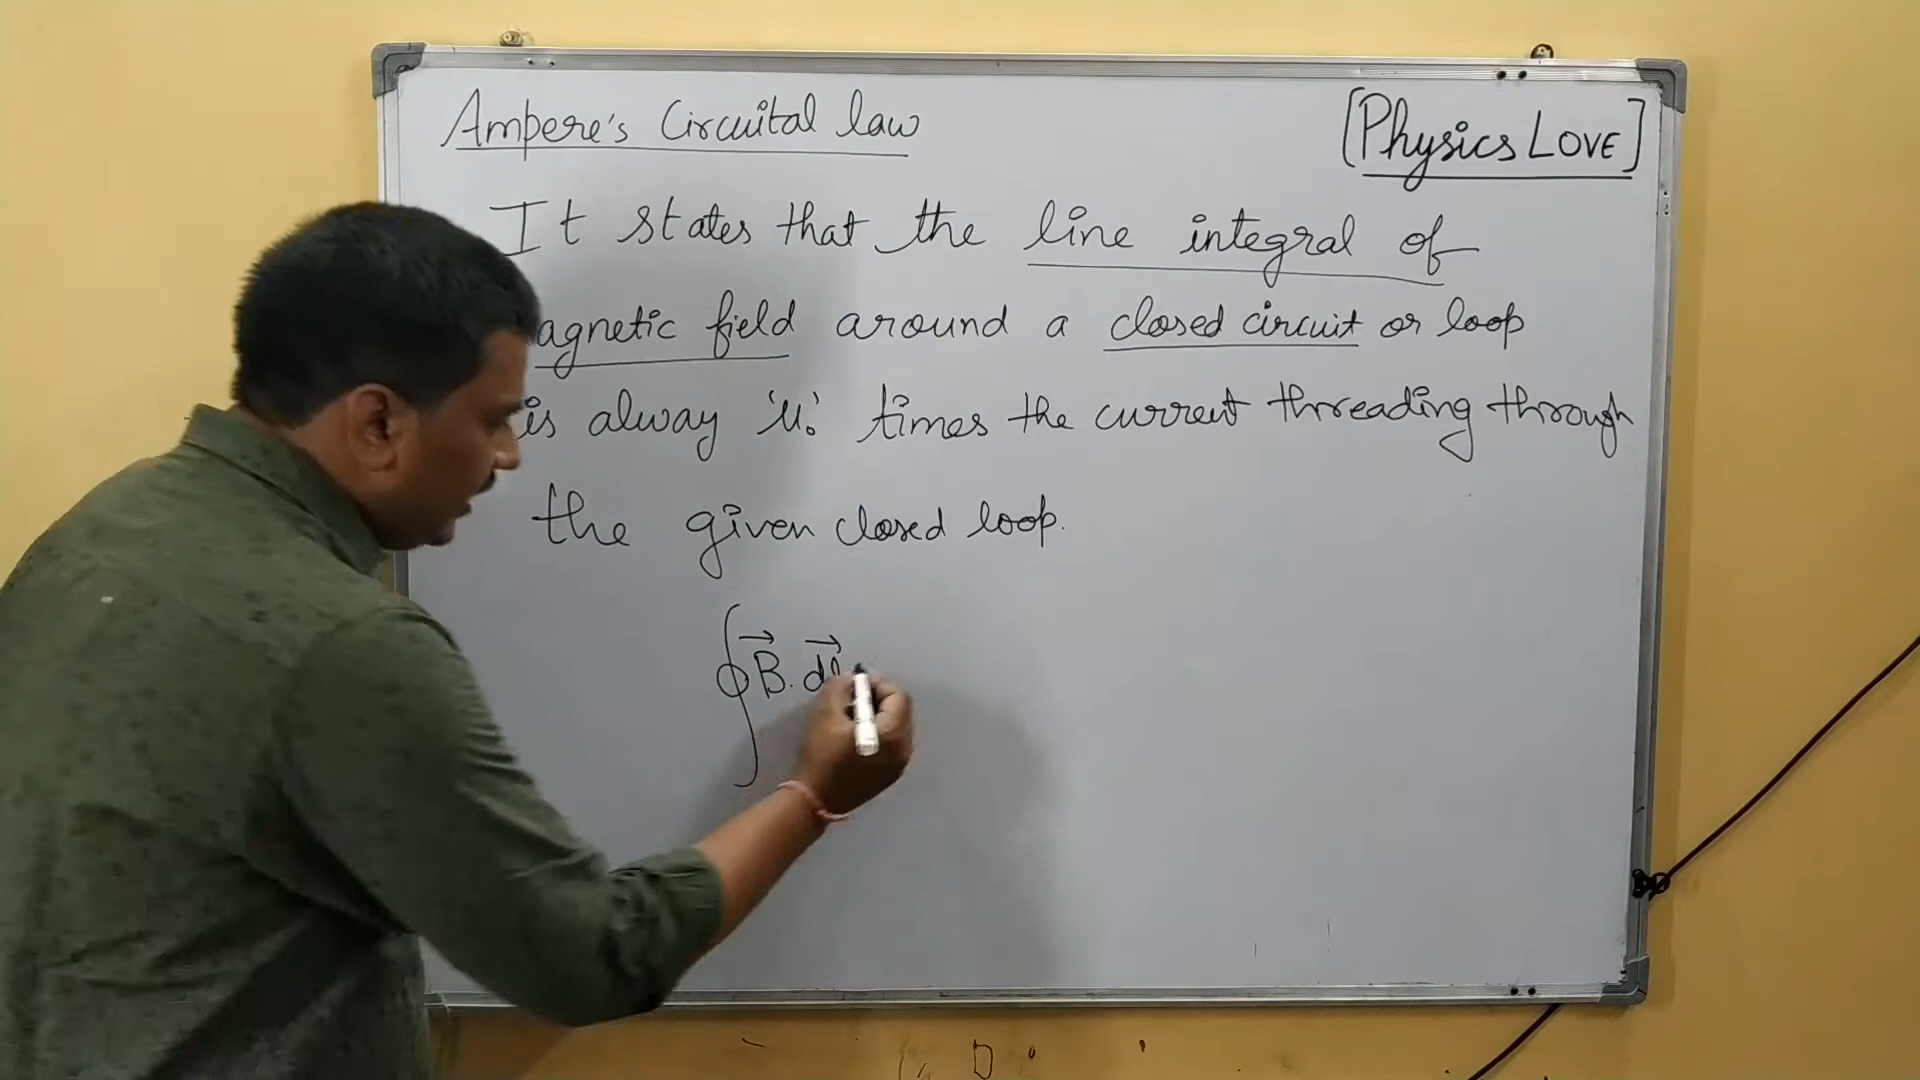 Ampere's Circuital law
[Physics LOVE]
It states that the line integral of
agnetic field around a closed circuit or loop
is alway 'μ₀' times the current threading through
the given closed loop.
∮ B⃗ . dl⃗